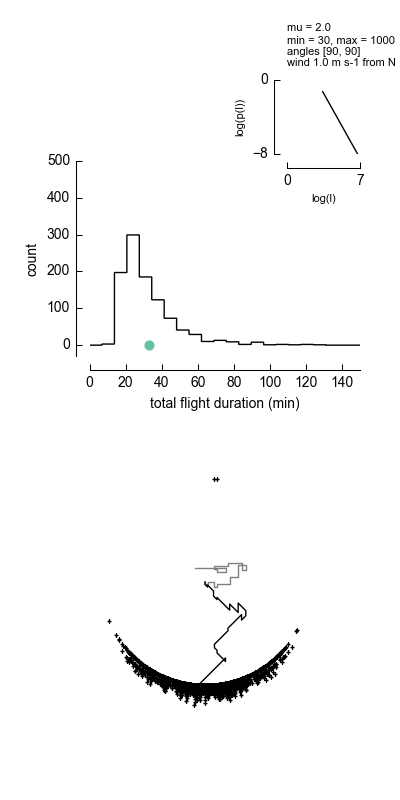 mu = 2.0
min = 30, max = 1000
angles [90, 90]
wind 1.0 m s-1 from N
0
log(p(l))
−8
0 7
log(l)
500
400
300
200
100
0
count
0 20 40 60 80 100 120 140
total flight duration (min)